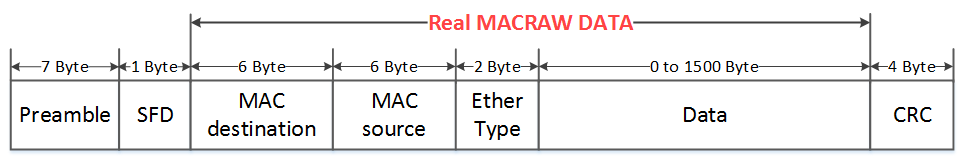 Real MACRAW DATA
7 Byte 1 Byte 6 Byte 6 Byte 2 Byte 0 to 1500 Byte 4 Byte
Preamble SFD MAC destination MAC source Ether Type Data CRC